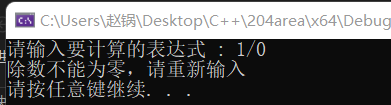 C:\Users\赵锅\Desktop\C++\204area\x64\Debug
请输入要计算的表达式 : 1/0
除数不能为零，请重新输入
请按任意键继续. . .